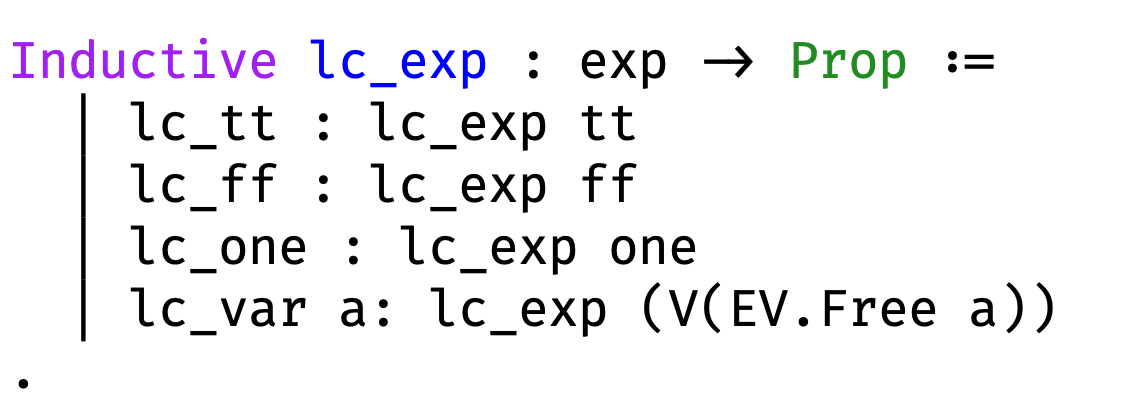 Inductive lc_exp : exp → Prop :=
| lc_tt : lc_exp tt
| lc_ff : lc_exp ff
| lc_one : lc_exp one
| lc_var a: lc_exp (V(EV.Free a))
.